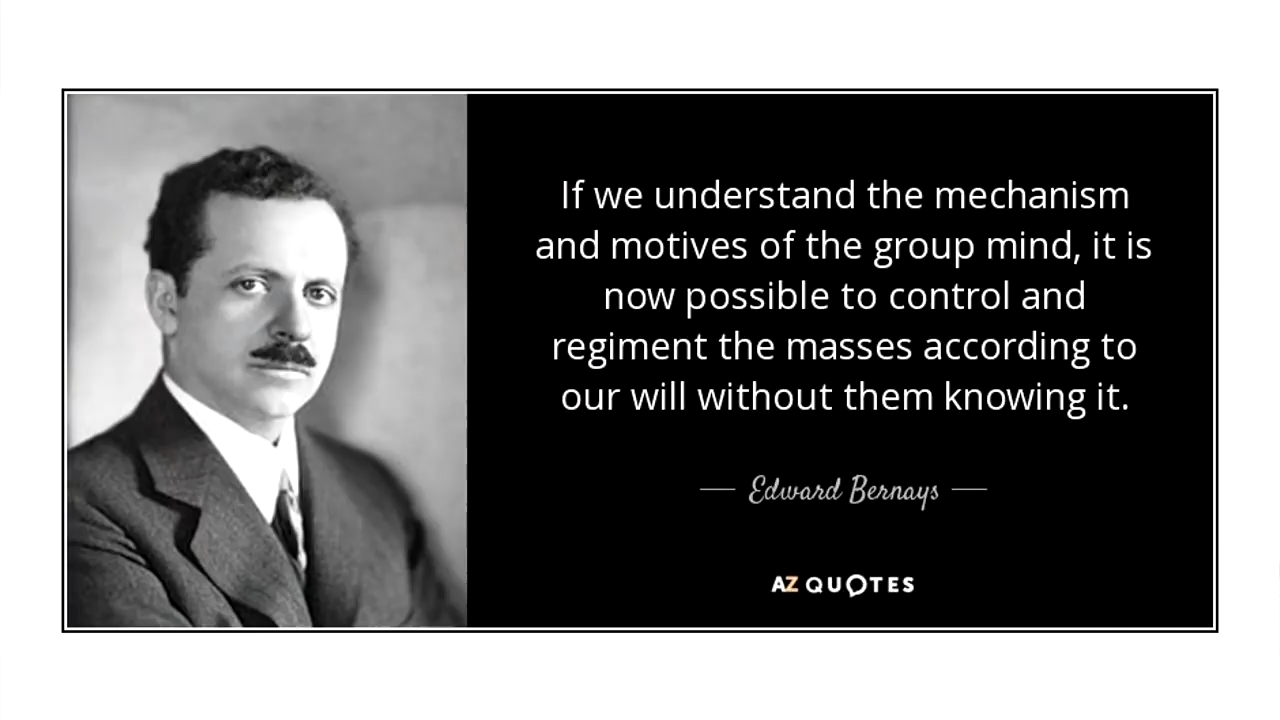 If we understand the mechanism
and motives of the group mind, it is
now possible to control and
regiment the masses according to
our will without them knowing it.
Edward Bernays
AZ QUOTES